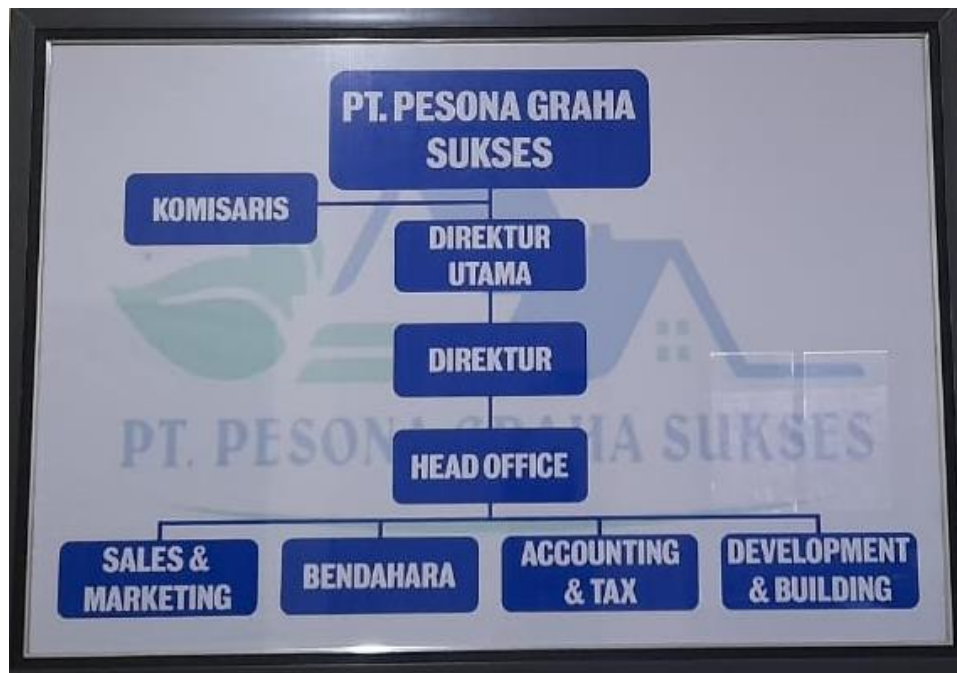 PT. PESONA GRAHA
SUKSES
KOMISARIS
DIREKTUR
UTAMA
DIREKTUR
PT. PESONA GRAHA SUKSES
HEAD OFFICE
SALES &
MARKETING
BENDAHARA
ACCOUNTING
& TAX
DEVELOPMENT
& BUILDING